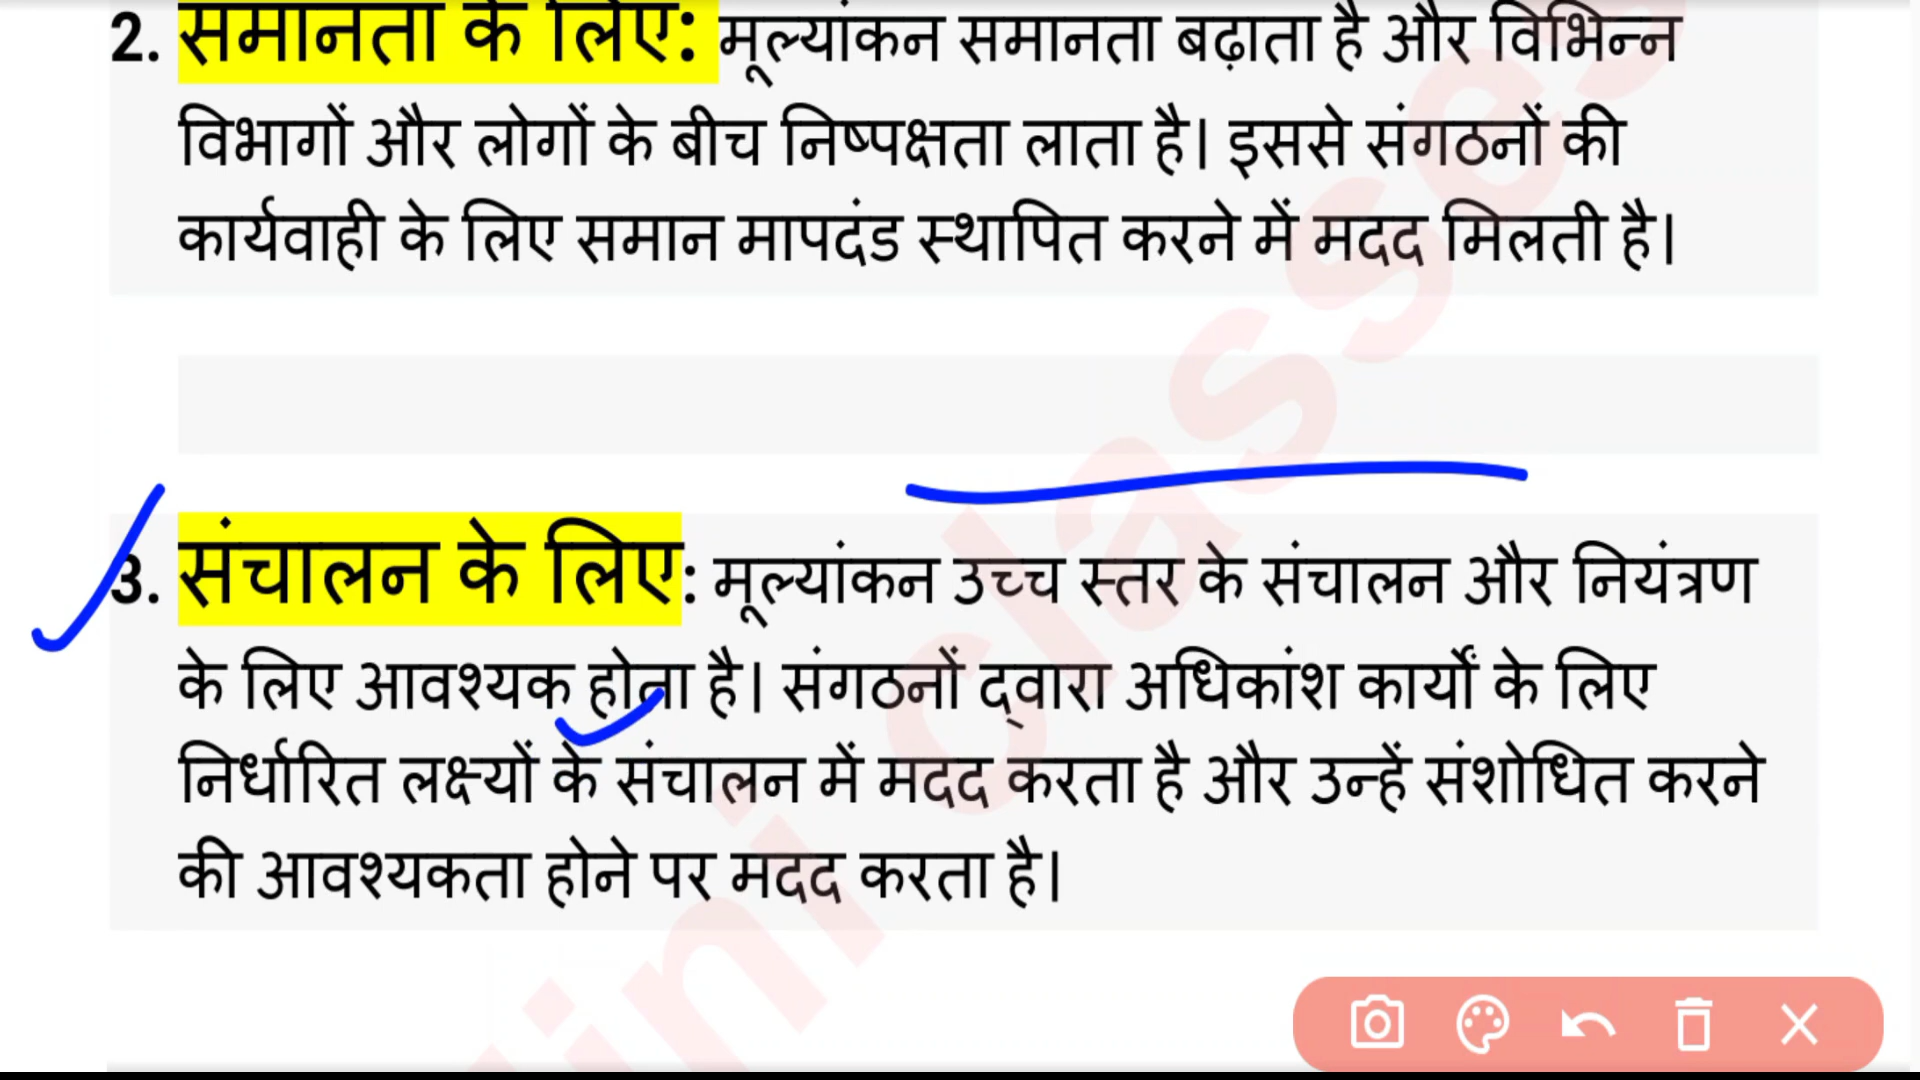 2. समानता के लिए: मूल्यांकन समानता बढ़ाता है और विभिन्न
विभागों और लोगों के बीच निष्पक्षता लाता है। इससे संगठनों की
कार्यवाही के लिए समान मापदंड स्थापित करने में मदद मिलती है।
3. संचालन के लिए: मूल्यांकन उच्च स्तर के संचालन और नियंत्रण
के लिए आवश्यक होता है। संगठनों द्वारा अधिकांश कार्यों के लिए
निर्धारित लक्ष्यों के संचालन में मदद करता है और उन्हें संशोधित करने
की आवश्यकता होने पर मदद करता है।
ini classes